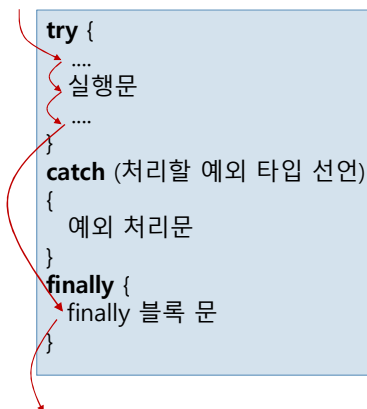 try {
....
실행문
....
}
catch (처리할 예외 타입 선언)
{
예외 처리문
}
finally {
finally 블록 문
}